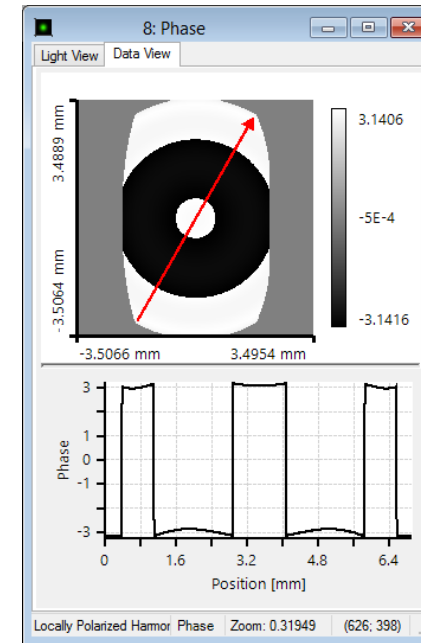 8: Phase
Light View Data View
3.4889 mm
-3.5064 mm
-3.5066 mm 3.4954 mm
3.1406
-5E-4
-3.1416
Phase
3
1
0
-1
-3
0 1.6 3.2 4.8 6.4
Position [mm]
Locally Polarized Harmor Phase Zoom: 0.31949 (626; 398)